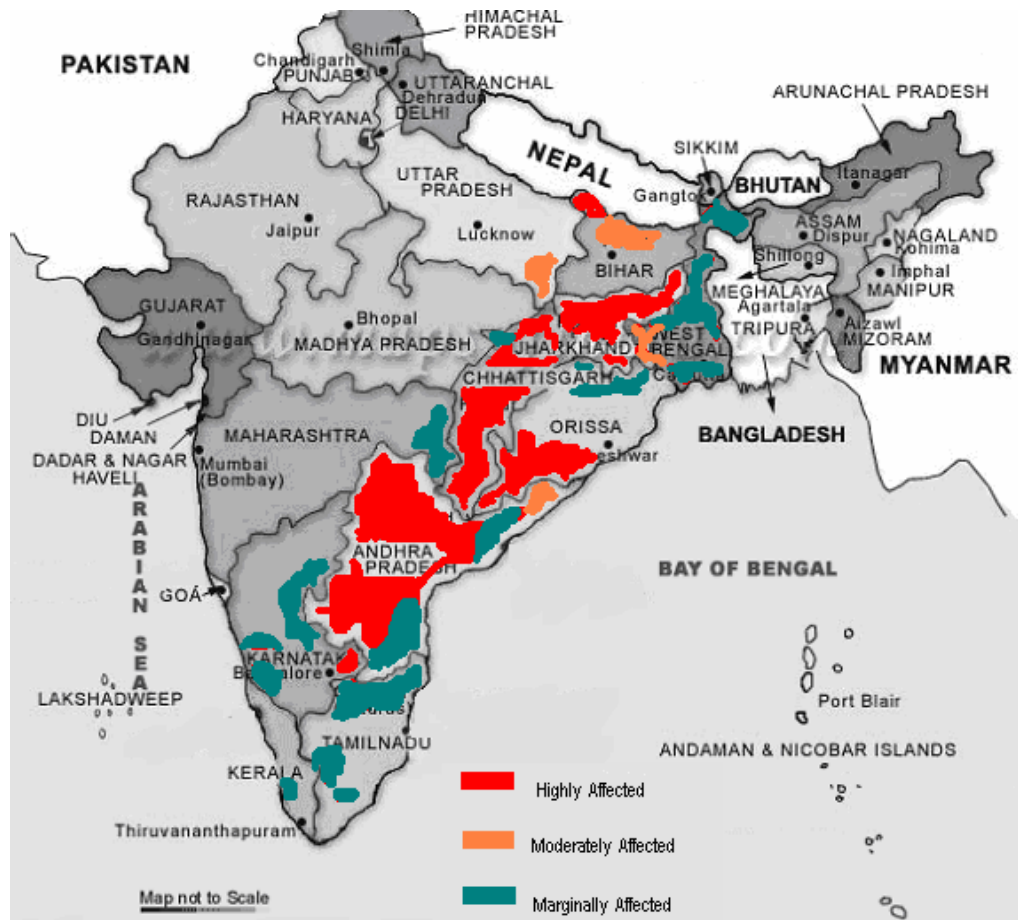 HIMACHAL
PRADESH
Shimla
Chandigarh
PUNJAB
PAKISTAN
UTTARANCHAL
Dehradun
DELHI
HARYANA
ARUNACHAL PRADESH
SIKKIM
NEPAL
Gangtok
BHUTAN
Itanagar
UTTAR
PRADESH
RAJASTHAN
Jaipur
Lucknow
ASSAM
Dispur
NAGALAND
Kohima
BIHAR
Shillong
Imphal
MANIPUR
MEGHALAYA
Agartala
TRIPURA
Aizawl
MIZORAM
GUJARAT
Gandhinagar
Bhopal
MADHYA PRADESH
JHARKHAND
WEST
BENGAL
CHHATTISGARH
MYANMAR
DIU
DAMAN
DADAR & NAGAR
HAVELI
MAHARASHTRA
Mumbai
(Bombay)
ORISSA
eshwar
BANGLADESH
ARABIAN SEA
ANDHRA
PRADESH
BAY OF BENGAL
GOÁ
KARNATAK
Bangalore
LAKSHADWEEP
Port Blair
TAMILNADU
ANDAMAN & NICOBAR ISLANDS
KERALA
Thiruvananthapuram
Highly Affected
Moderately Affected
Marginally Affected
Map not to Scale